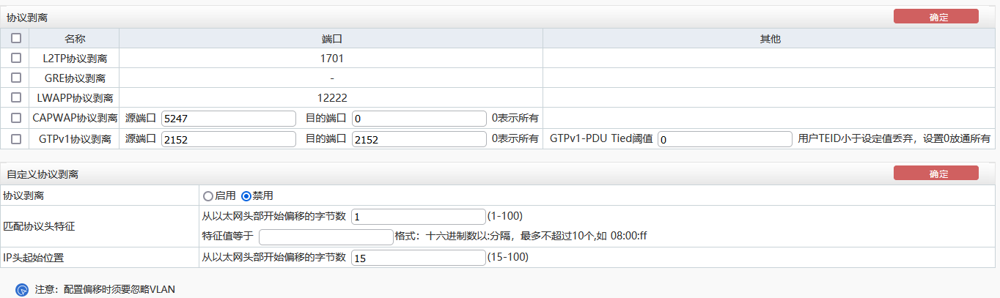 协议剥离 确定
名称 端口 其他
L2TP协议剥离 1701
GRE协议剥离 -
LWAPP协议剥离 12222
CAPWAP协议剥离 源端口 5247 目的端口 0 0表示所有
GTPv1协议剥离 源端口 2152 目的端口 2152 0表示所有 GTPv1-PDU Tied阈值 0 用户TEID小于设定值丢弃，设置0放通所有
自定义协议剥离 确定
协议剥离 启用 禁用
匹配协议头特征 从以太网头部开始偏移的字节数 1 (1-100)
特征值等于 格式：十六进制数以:分隔，最多不超过10个,如 08:00:ff
IP头起始位置 从以太网头部开始偏移的字节数 15 (15-100)
注意：配置偏移时须要忽略VLAN